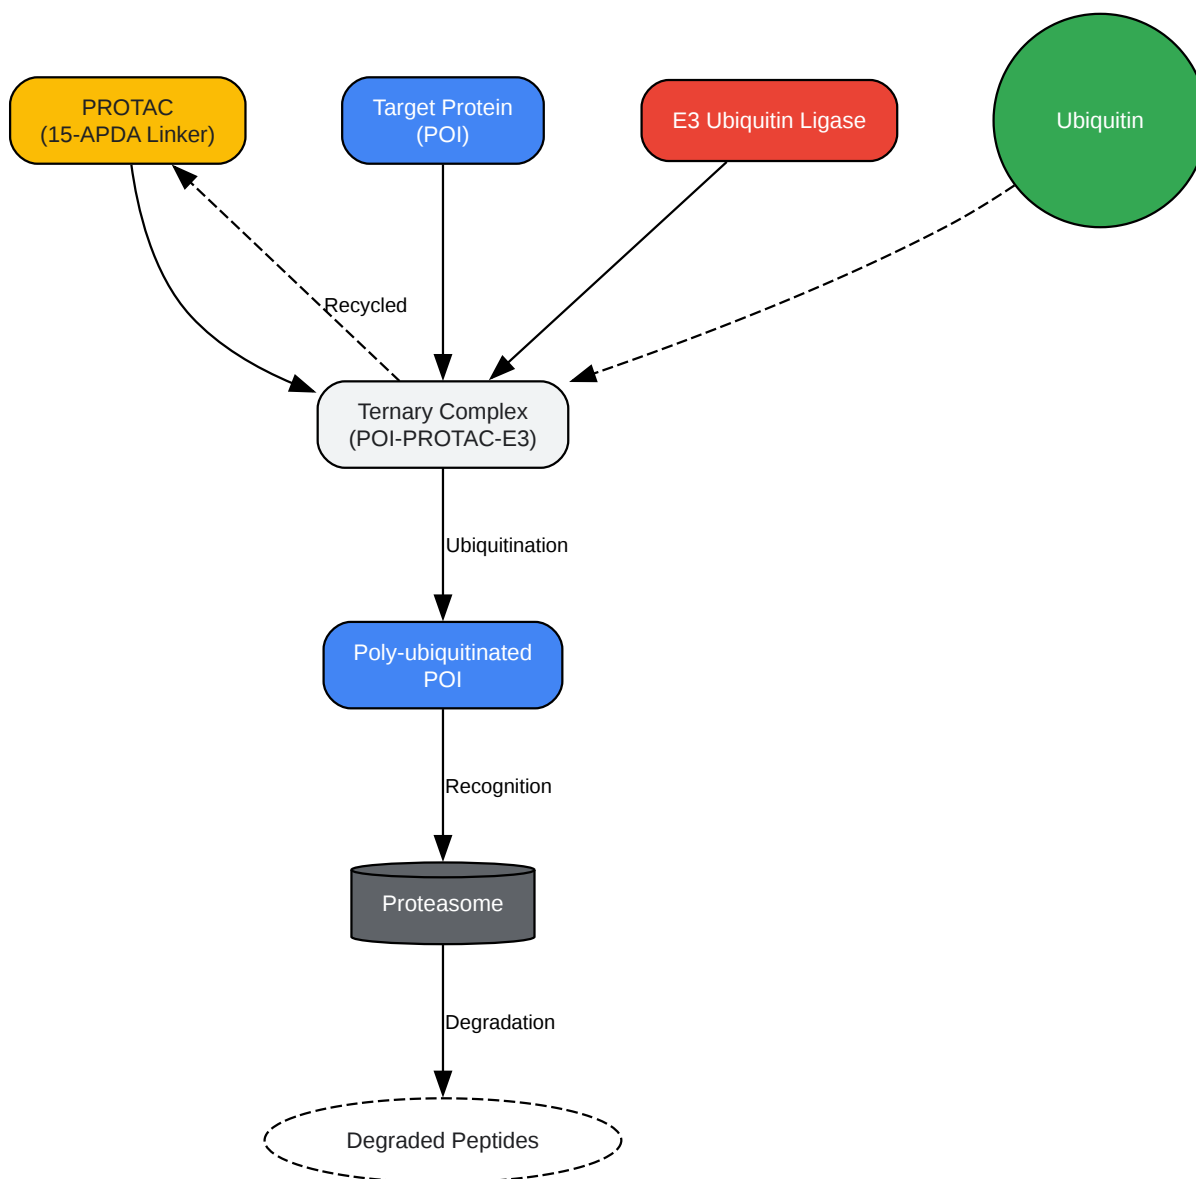 PROTAC
(15-APDA Linker)
Target Protein
(POI)
E3 Ubiquitin Ligase
Ubiquitin
Recycled
Ternary Complex
(POI-PROTAC-E3)
Ubiquitination
Poly-ubiquitinated
POI
Recognition
Proteasome
Degradation
Degraded Peptides